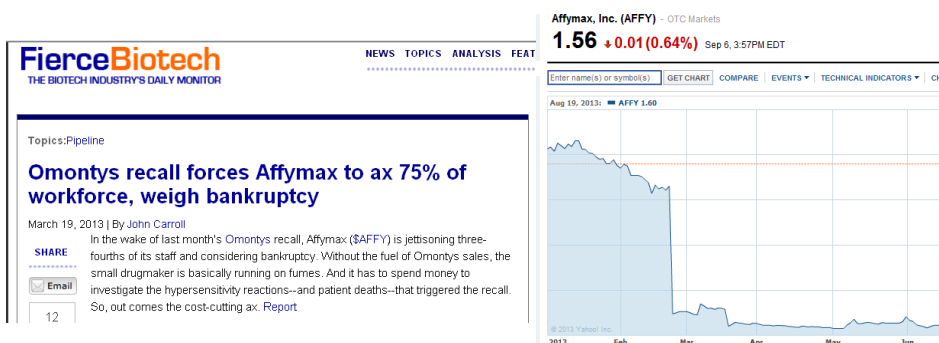 FierceBiotech
THE BIOTECH INDUSTRY'S DAILY MONITOR
NEWS TOPICS ANALYSIS FEAT
Topics:Pipeline
Omontys recall forces Affymax to ax 75% of
workforce, weigh bankruptcy
March 19, 2013 | By John Carroll
SHARE
Email
12
In the wake of last month's Omontys recall, Affymax ($AFFY) is jettisoning three-
fourths of its staff and considering bankruptcy. Without the fuel of Omontys sales, the
small drugmaker is basically running on fumes. And it has to spend money to
investigate the hypersensitivity reactions--and patient deaths--that triggered the recall.
So, out comes the cost-cutting ax. Report
Affymax, Inc. (AFFY) - OTC Markets
1.56 ↓0.01(0.64%) Sep 6, 3:57PM EDT
Enter name(s) or symbol(s) GET CHART COMPARE EVENTS ▼ TECHNICAL INDICATORS ▼ CH
Aug 19, 2013: AFFY 1.60
© 2013 Yahoo! Inc.
2013 Feb Mar Apr May Jun